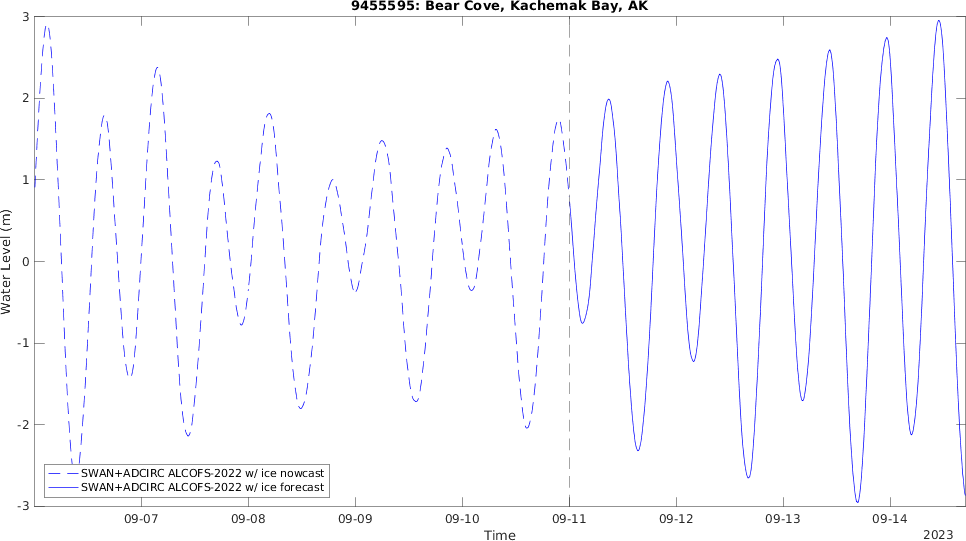 9455595: Bear Cove, Kachemak Bay, AK
3
2
1
0
-1
-2
-3
Water Level (m)
SWAN+ADCIRC ALCOFS-2022 w/ ice nowcast
SWAN+ADCIRC ALCOFS-2022 w/ ice forecast
09-07 09-08 09-09 09-10 09-11 09-12 09-13 09-14
Time
2023